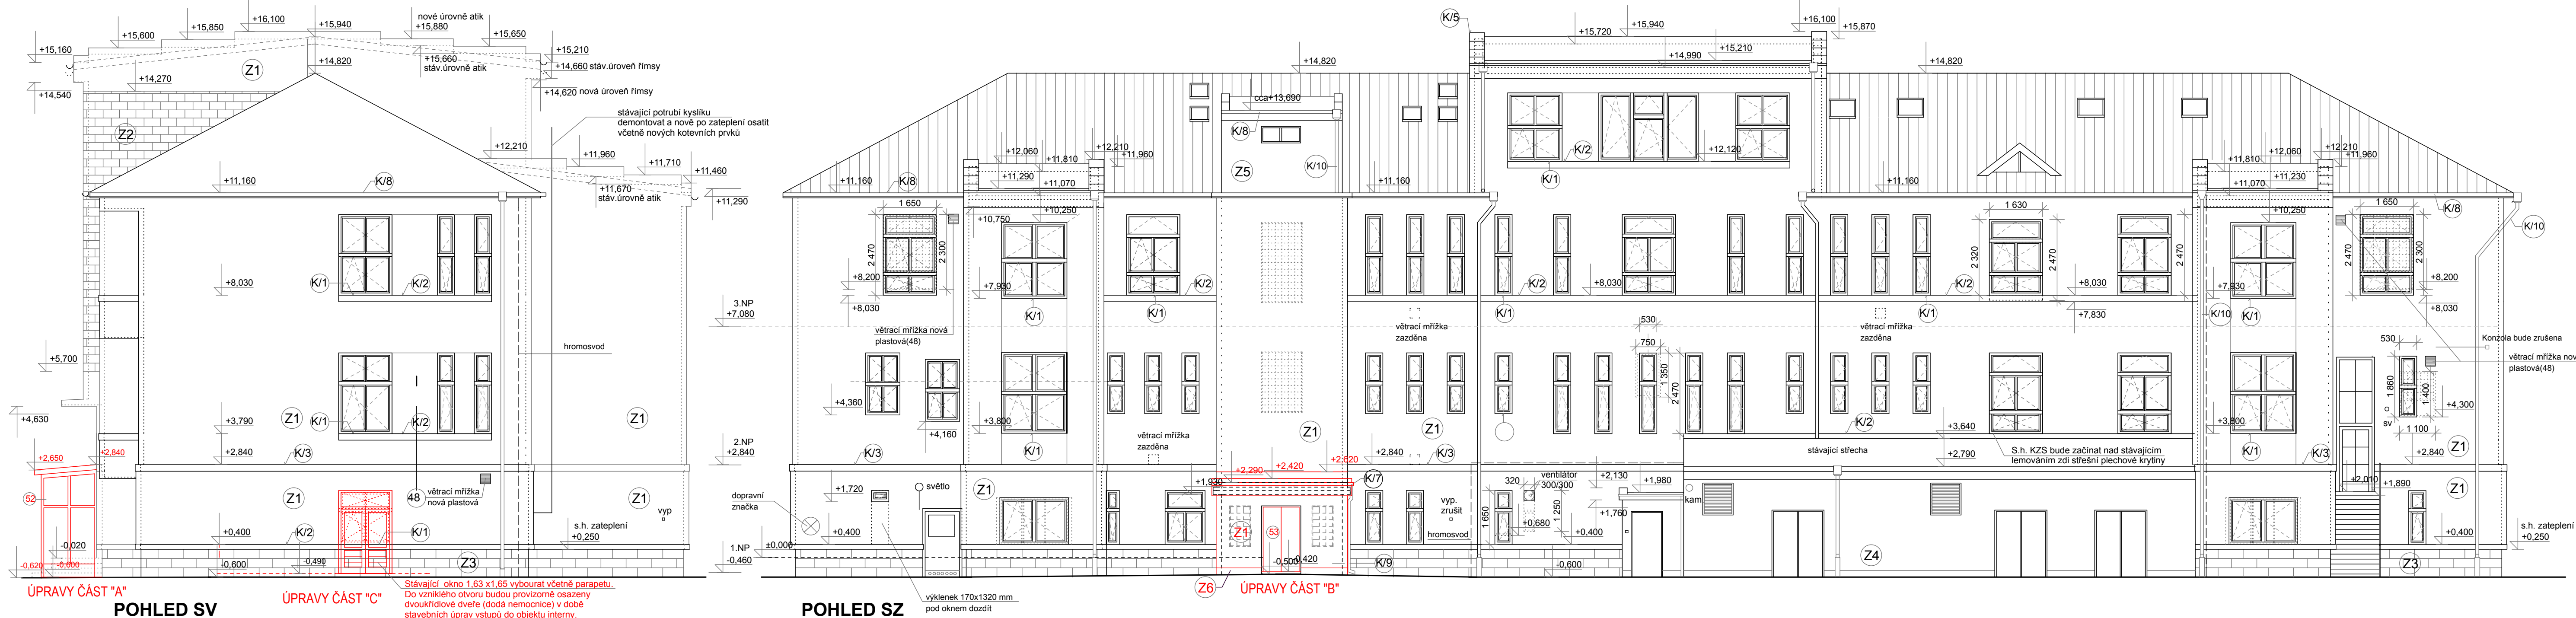 +16,100
nové úrovně atik
+15,850
+15,940
+15,880
+15,600
+15,650
+15,160
+15,210
+15,660
stáv.úrovně atik
+14,660 stáv.úroveň římsy
Z1
+14,820
+14,270
+14,540
+14,620 nová úroveň římsy
stávající potrubí kyslíku
demontovat a nově po zateplení osatit
včetně nových kotevních prvků
Z2
+12,210
+11,960
+11,710
+11,460
+11,160
K/8
+11,670
stáv.úrovně atik
+11,290
+8,030
K/1
K/2
hromosvod
+5,700
+4,630
+3,790
Z1
K/1
K/2
Z1
+2,650
+2,840
+2,840
K/3
52
Z1
48
větrací mřížka
nová plastová
Z1
vyp
+0,400
K/2
K/1
s.h. zateplení
+0,250
-0,020
-0,620
-0,600
-0,600
-0,490
Z3
ÚPRAVY ČÁST "A"
POHLED SV
ÚPRAVY ČÁST "C"
Stávající okno 1,63 x1,65 vybourat včetně parapetu.
Do vzniklého otvoru budou provizorně osazeny
dvoukřídlové dveře (dodá nemocnice) v době
stavebních úprav vstupů do objektu interny.
K/5
+15,720
+15,940
+16,100
+15,870
+15,210
+14,990
+14,820
+14,820
cca+13,690
K/8
+12,060
+12,210
+11,810
+11,960
Z5
K/10
K/2
+12,120
K/1
+12,210
+12,060
+11,960
+11,810
+11,160
K/8
+11,290
+11,070
+11,160
+11,160
+11,070
+11,230
1 650
+10,750
+10,250
1 630
+10,250
1 650
K/8
K/10
2 470
2 300
2 320
2 470
2 470
2 470
2 300
+8,200
+7,930
K/2
K/2
+8,030
K/2
+8,030
+7,930
+8,200
+8,030
+8,030
3.NP
+7,080
K/1
K/1
K/1
K/1
+7,830
K/10
K/1
větrací mřížka nová
plastová(48)
větrací mřížka
zazděna
530
750
větrací mřížka
zazděna
530
Konzola bude zrušena
větrací mřížka nov
plastová(48)
1 350
2 470
1 860
1 400
+4,360
+4,160
+3,800
K/1
Z1
Z1
K/2
+3,640
+3,800
K/1
+4,300
sv
1 100
Z1
2.NP
+2,840
větrací mřížka
zazděna
K/3
+2,840
K/3
stávající střecha
+2,790
S.h. KZS bude začínat nad stávajícím
lemováním zdi střešní plechové krytiny
K/3
+2,840
+2,290
+2,420
+2,620
K/7
ventilátor
300/300
320
+2,130
+1,980
+2,010
+1,890
dopravní
značka
+1,720
světlo
Z1
+1,930
vyp.
zrušit
1 650
1 250
+1,760
kam.
Z1
+0,400
Z1
53
+0,680
+0,400
hromosvod
+0,400
s.h. zateplení
+0,250
1.NP
±0,000
-0,460
-0,500
-0,420
K/9
-0,600
Z4
Z3
výklenek 170x1320 mm
pod oknem dozdít
POHLED SZ
Z6
ÚPRAVY ČÁST "B"